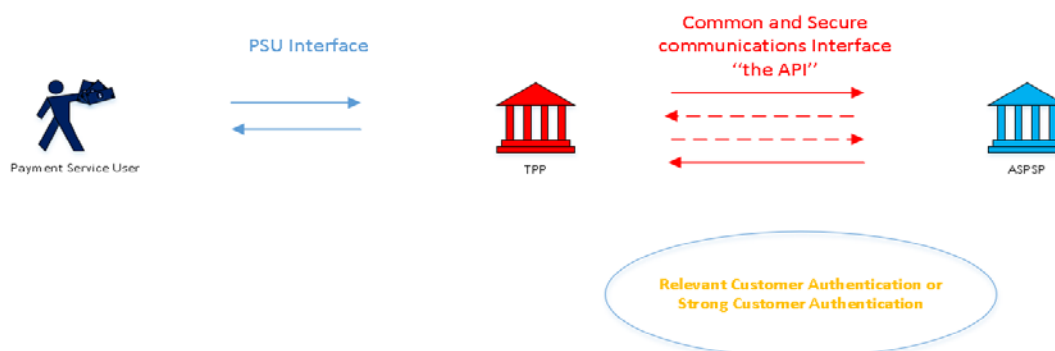 PSU Interface
Common and Secure
communications Interface
“the API”
Payment Service User
TPP
ASPSP
Relevant Customer Authentication or
Strong Customer Authentication